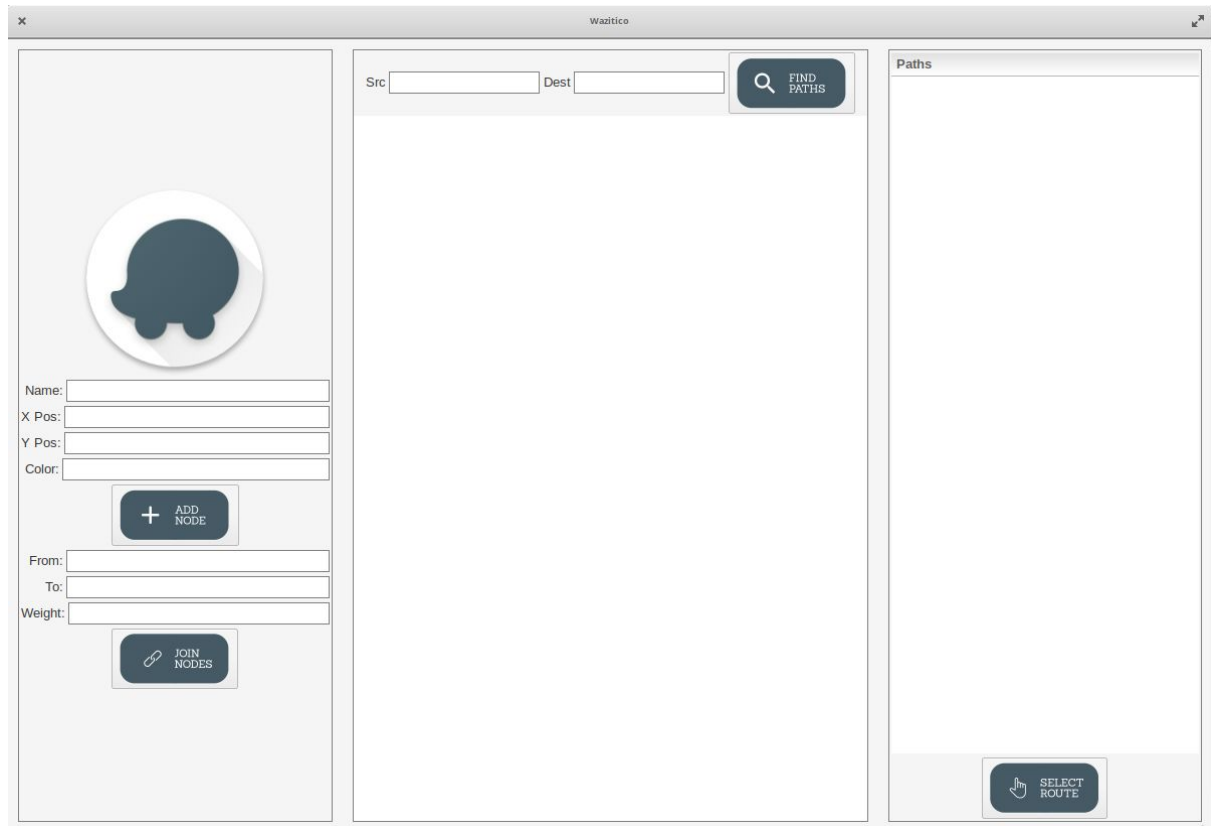 Wazitico
Name:
X Pos:
Y Pos:
Color:
ADD
NODE
From:
To:
Weight:
JOIN
NODES
Src
Dest
FIND
PATHS
Paths
SELECT
ROUTE